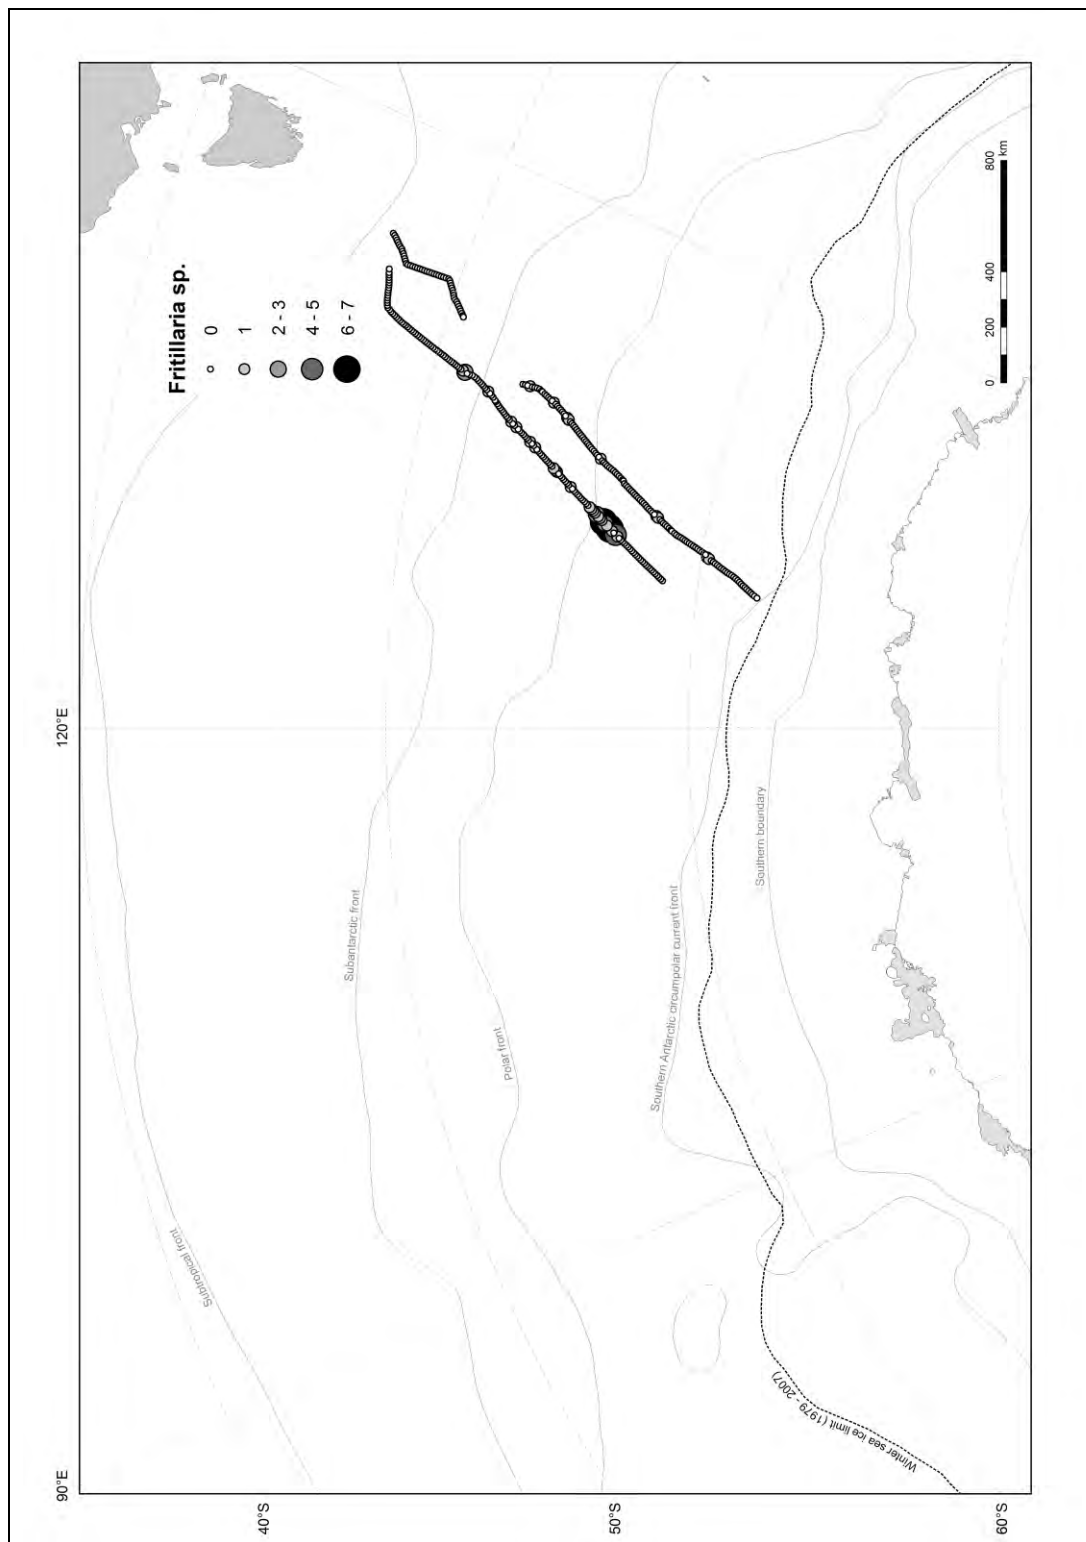 Fritillaria sp.
0
1
2 - 3
4 - 5
6 - 7
Subtropical front
Subantarctic front
Polar front
Southern Antarctic circumpolar current front
Southern boundary
Winter sea ice limit (1979 - 2007)
0 200 400 800
km
40°S
50°S
60°S
90°E
120°E